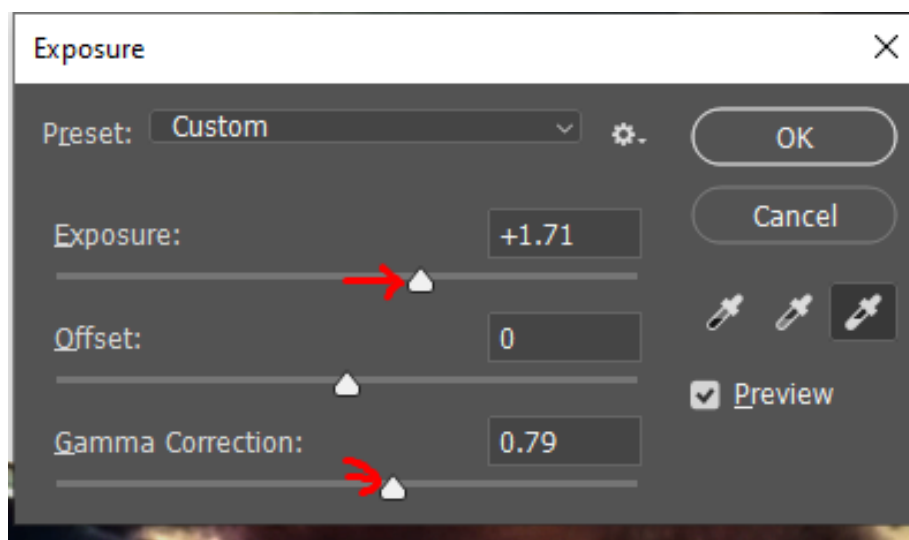 Exposure
Preset: Custom
OK
Cancel
Exposure: +1.71
Offset: 0
Preview
Gamma Correction: 0.79